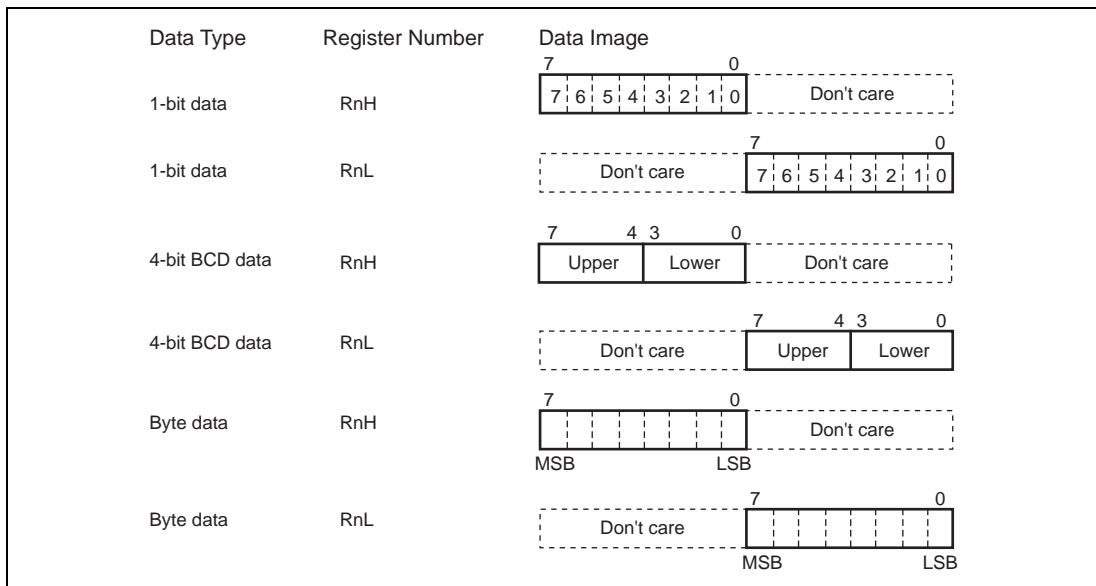 Data Type Register Number Data Image
7 0
1-bit data RnH 7 6 5 4 3 2 1 0 Don't care
7 0
1-bit data RnL Don't care 7 6 5 4 3 2 1 0
7 4 3 0
4-bit BCD data RnH Upper Lower Don't care
7 4 3 0
4-bit BCD data RnL Don't care Upper Lower
7 0
Byte data RnH Don't care
MSB LSB
7 0
Byte data RnL Don't care
MSB LSB